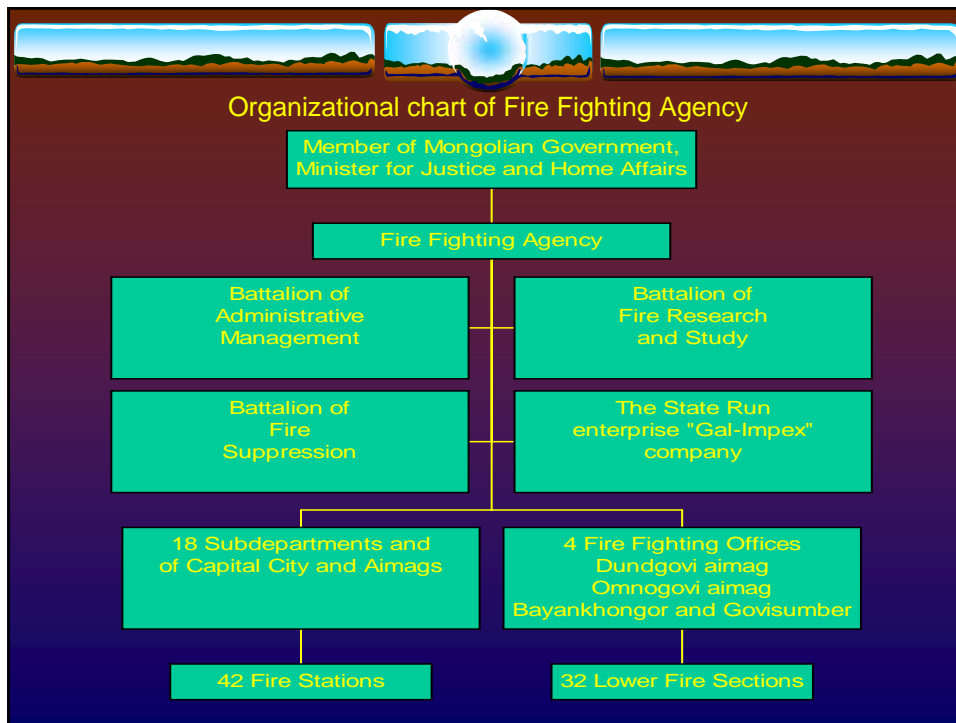 Organizational chart of Fire Fighting Agency
Member of Mongolian Government,
Minister for Justice and Home Affairs
Fire Fighting Agency
Battalion of
Administrative
Management
Battalion of
Fire Research
and Study
Battalion of
Fire
Suppression
The State Run
enterprise "Gal-Impex"
company
18 Subdepartments and
of Capital City and Aimags
4 Fire Fighting Offices
Dundgovi aimag
Omnogovi aimag
Bayankhongor and Govisumber
42 Fire Stations
32 Lower Fire Sections